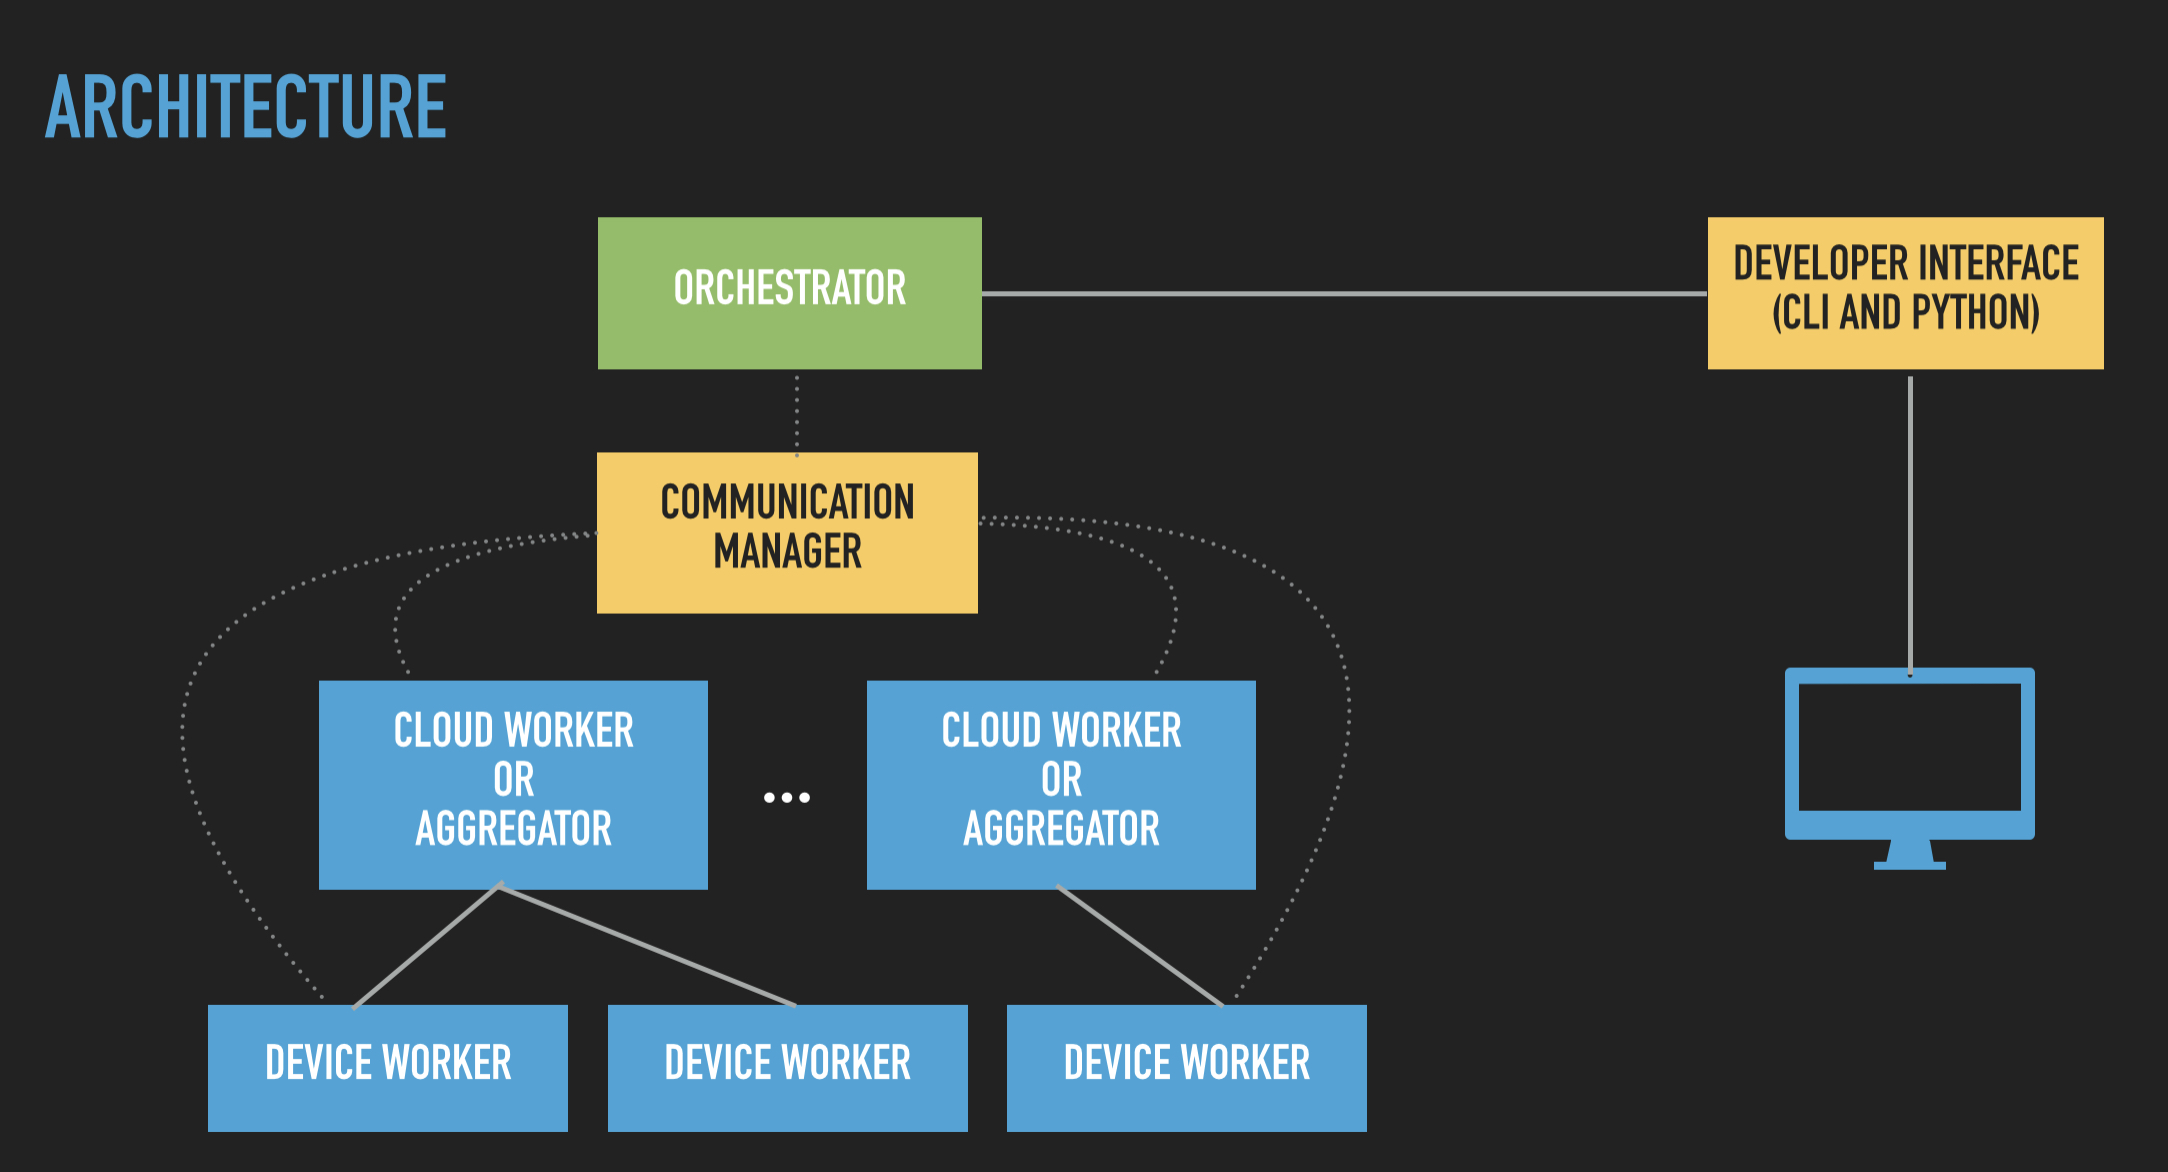 ARCHITECTURE
ORCHESTRATOR
DEVELOPER INTERFACE
(CLI AND PYTHON)
COMMUNICATION
MANAGER
CLOUD WORKER
OR
AGGREGATOR
...
CLOUD WORKER
OR
AGGREGATOR
DEVICE WORKER
DEVICE WORKER
DEVICE WORKER